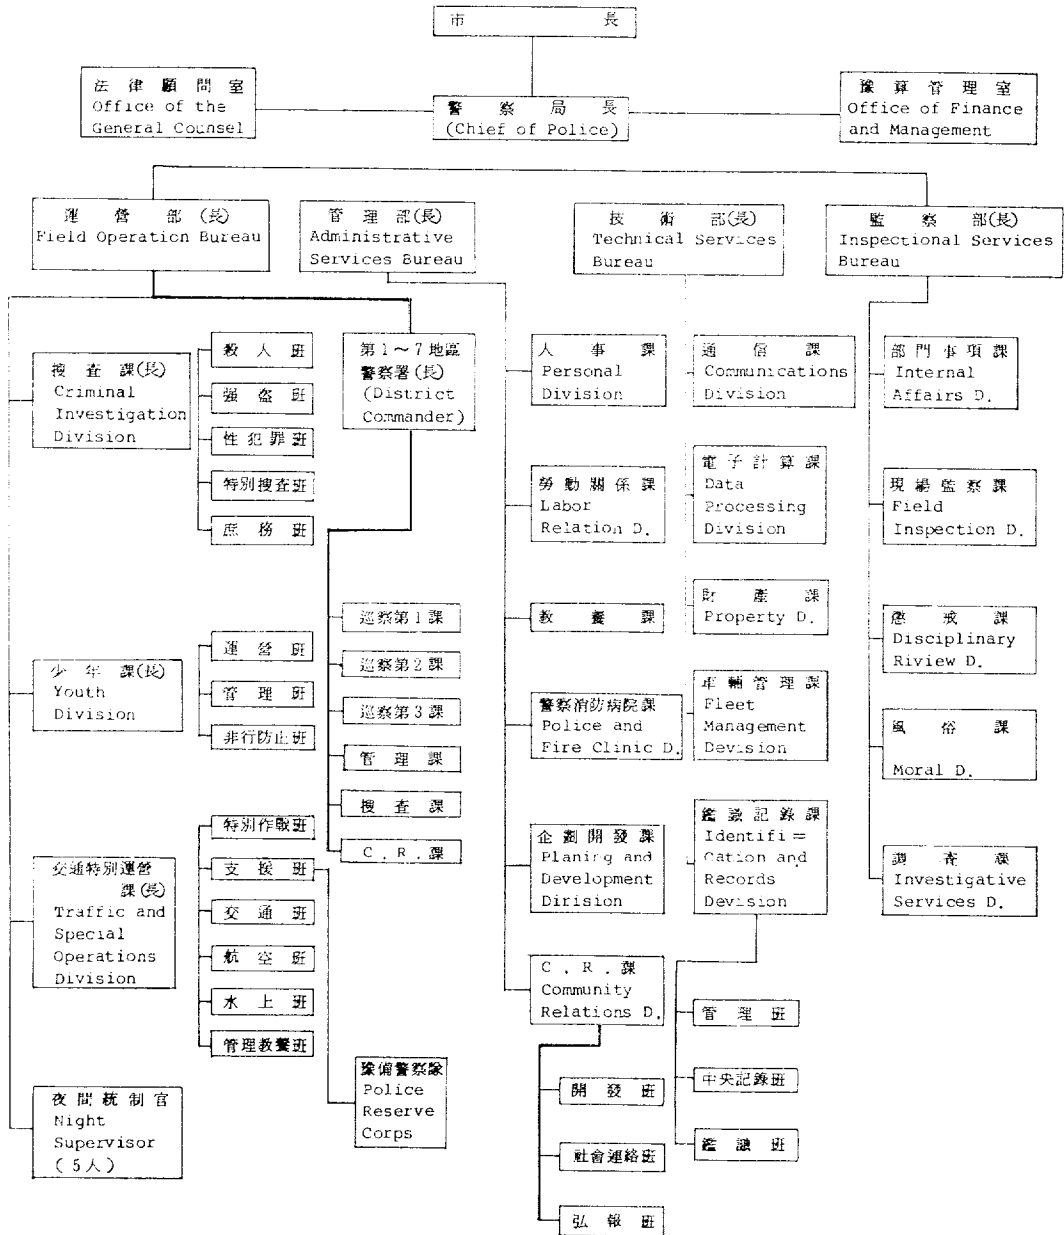 市 長
法 律 顧 問 室
Office of the
General Counsel
警 察 局 長
(Chief of Police)
豫 算 管 理 室
Office of Finance
and Management
運 營 部 (長)
Field Operation Bureau
管 理 部(長)
Administrative
Services Bureau
技 術 部(長)
Technical Services
Bureau
監 察 部(長)
Inspectional Services
Bureau
搜 査 課(長)
Criminal
Investigation
Division
殺 人 班
强 盜 班
性 犯 罪 班
特別搜査班
庶 務 班
第1～7地區
警察署(長)
(District
Commander)
巡察第1課
巡察第2課
巡察第3課
管 理 課
搜 査 課
C . R . 課
少 年 課(長)
Youth
Division
運 營 班
管 理 班
非行防止班
交通特別運營
課(長)
Traffic and
Special
Operations
Division
特別作戰班
支 援 班
交 通 班
航 空 班
水 上 班
管理敎養班
豫備警察隊
Police
Reserve
Corps
夜 間 統 制 官
Night
Supervisor
( 5人 )
人 事 課
Personal
Division
勞 動 關 係 課
Labor
Relation D.
敎 養 課
警察消防病院課
Police and
Fire Clinic D.
企 劃 開 發 課
Planing and
Development
Dirision
C . R . 課
Community
Relations D.
開 發 班
社會連絡班
弘 報 班
通 信 課
Communications
Division
電 子 計 算 課
Data
Processing
Division
財 產 課
Property D.
車 輛 管 理 課
Fleet
Management
Devision
鑑 識 記 錄 課
Identifi =
Cation and
Records
Devision
管 理 班
中央記錄班
鑑 識 班
部 門 事 項 課
Internal
Affairs D.
現 場 監 察 課
Field
Inspection D.
懲 戒 課
Disciplinary
Riview D.
風 俗 課
Moral D.
調 査 課
Investigative
Services D.